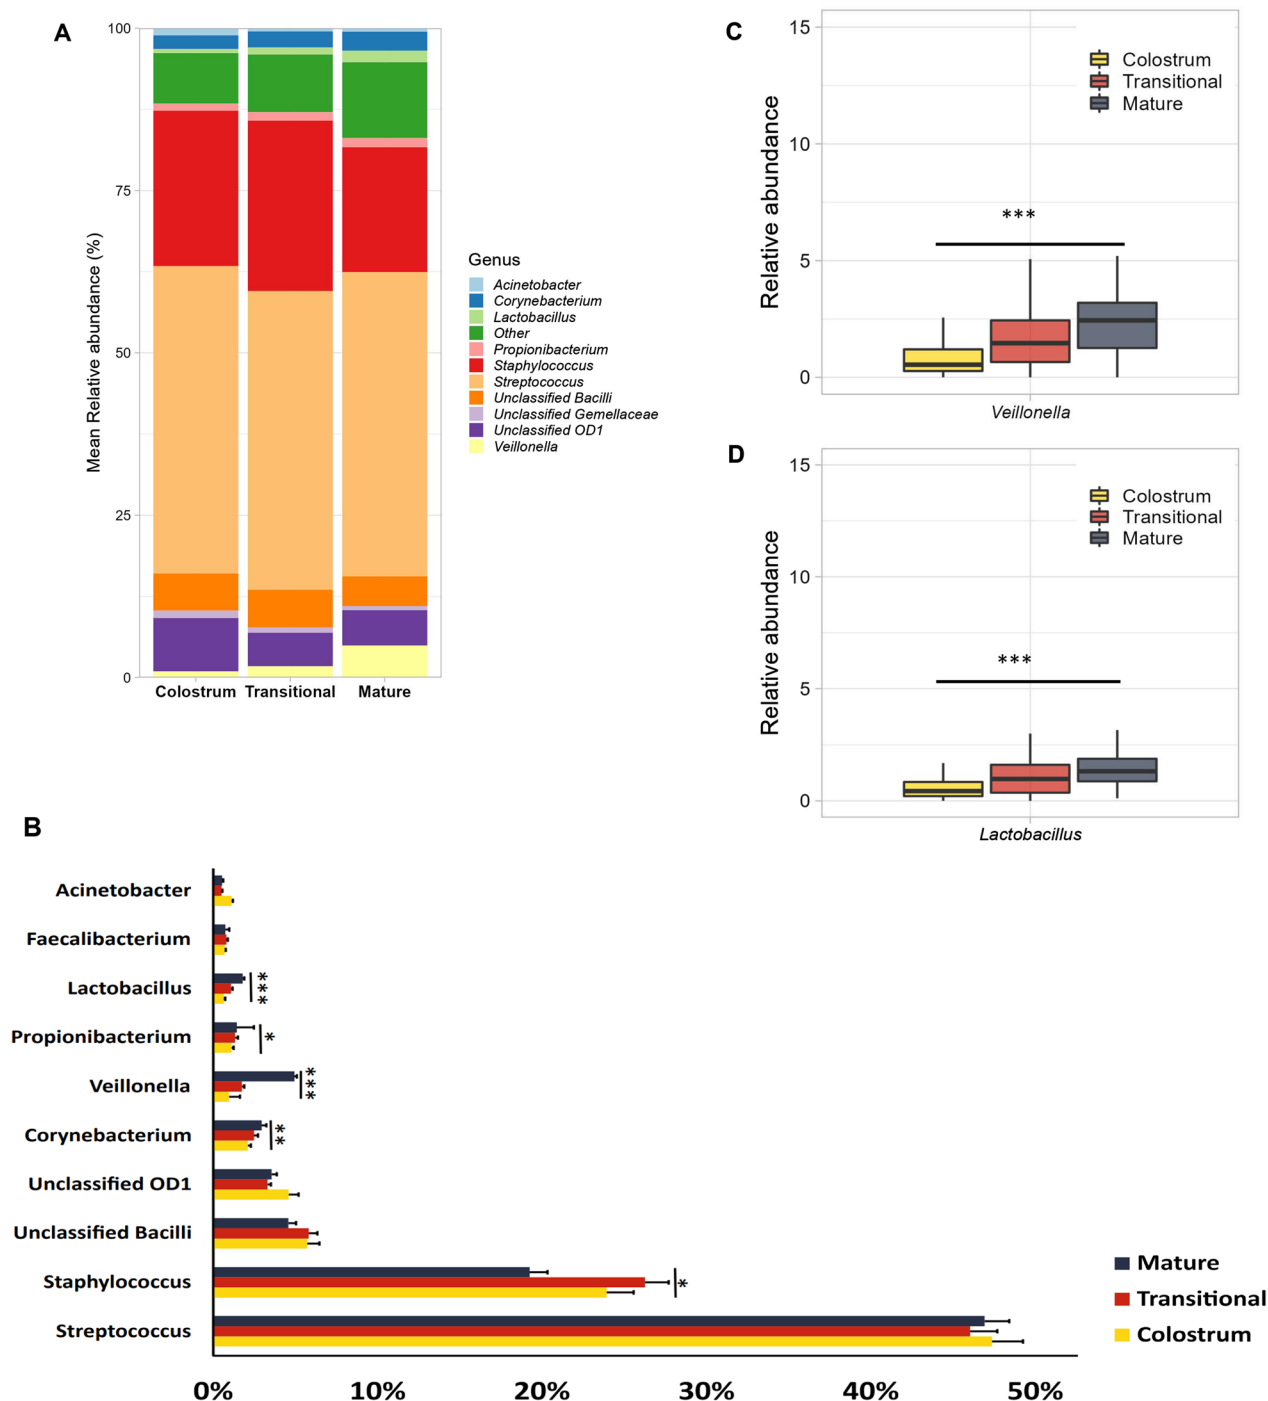 A
100
75
50
25
0
Mean Relative abundance (%)
Colostrum Transitional Mature
Genus
Acinetobacter
Corynebacterium
Lactobacillus
Other
Propionibacterium
Staphylococcus
Streptococcus
Unclassified Bacilli
Unclassified Gemellaceae
Unclassified OD1
Veillonella
C
15
10
5
0
Relative abundance
***
Colostrum
Transitional
Mature
Veillonella
D
15
10
5
0
Relative abundance
***
Colostrum
Transitional
Mature
Lactobacillus
B
Acinetobacter
Faecalibacterium
Lactobacillus ***
Propionibacterium *
Veillonella ***
Corynebacterium **
Unclassified OD1
Unclassified Bacilli
Staphylococcus *
Streptococcus
0% 10% 20% 30% 40% 50%
Mature
Transitional
Colostrum